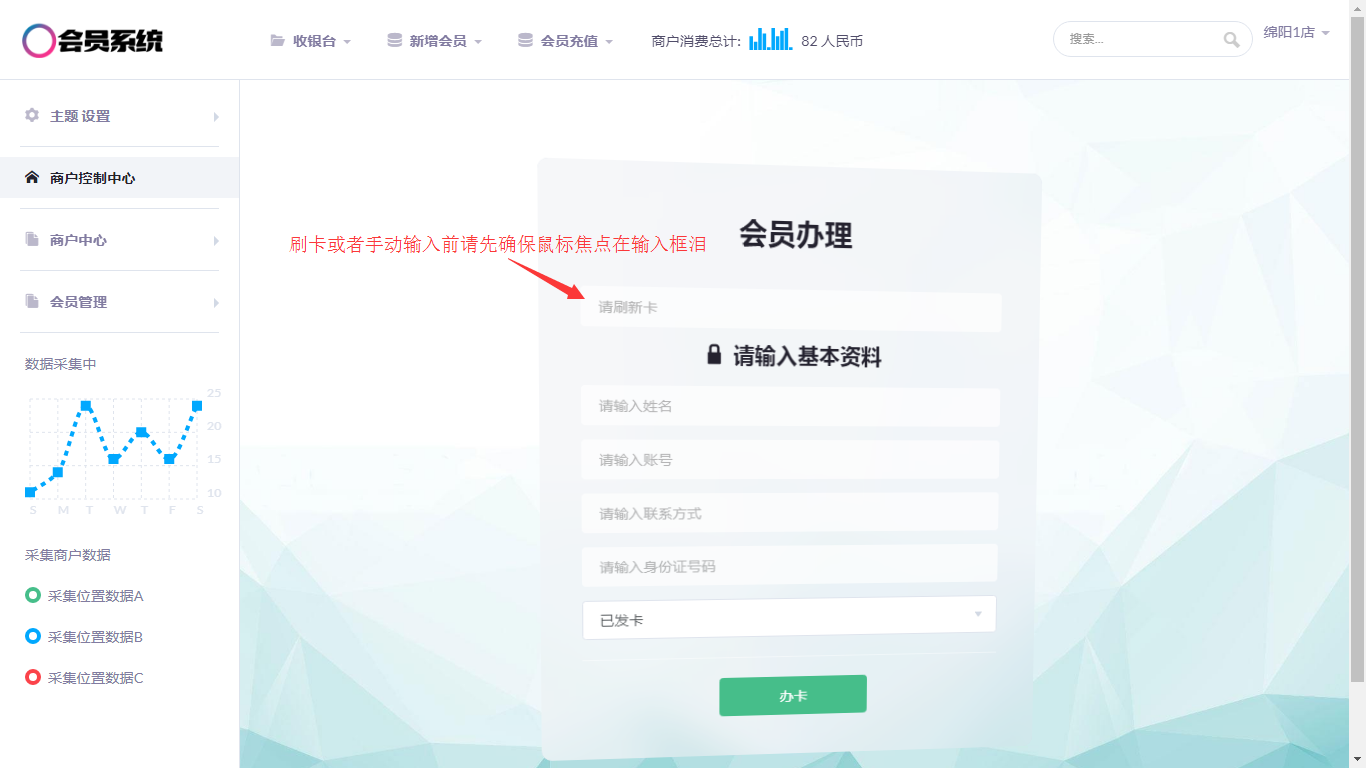 会员系统
收银台
新增会员
会员充值
商户消费总计: 82 人民币
搜索...
绵阳1店
主题 设置
商户控制中心
商户中心
会员管理
数据采集中
25
20
15
10
S M T W T F S
采集商户数据
采集位置数据A
采集位置数据B
采集位置数据C
刷卡或者手动输入前请先确保鼠标焦点在输入框泪
会员办理
请刷新卡
请输入基本资料
请输入姓名
请输入账号
请输入联系方式
请输入身份证号码
已发卡
办卡